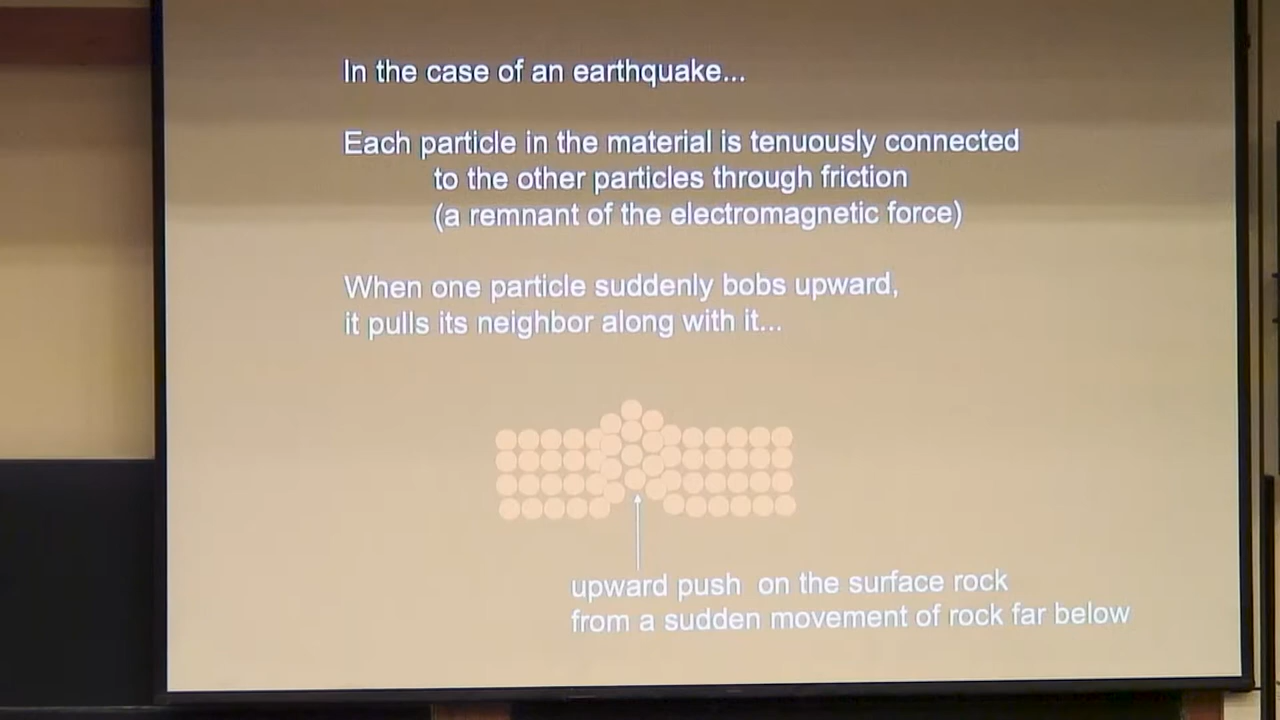 In the case of an earthquake...
Each particle in the material is tenuously connected
to the other particles through friction
(a remnant of the electromagnetic force)
When one particle suddenly bobs upward,
it pulls its neighbor along with it...
upward push on the surface rock
from a sudden movement of rock far below